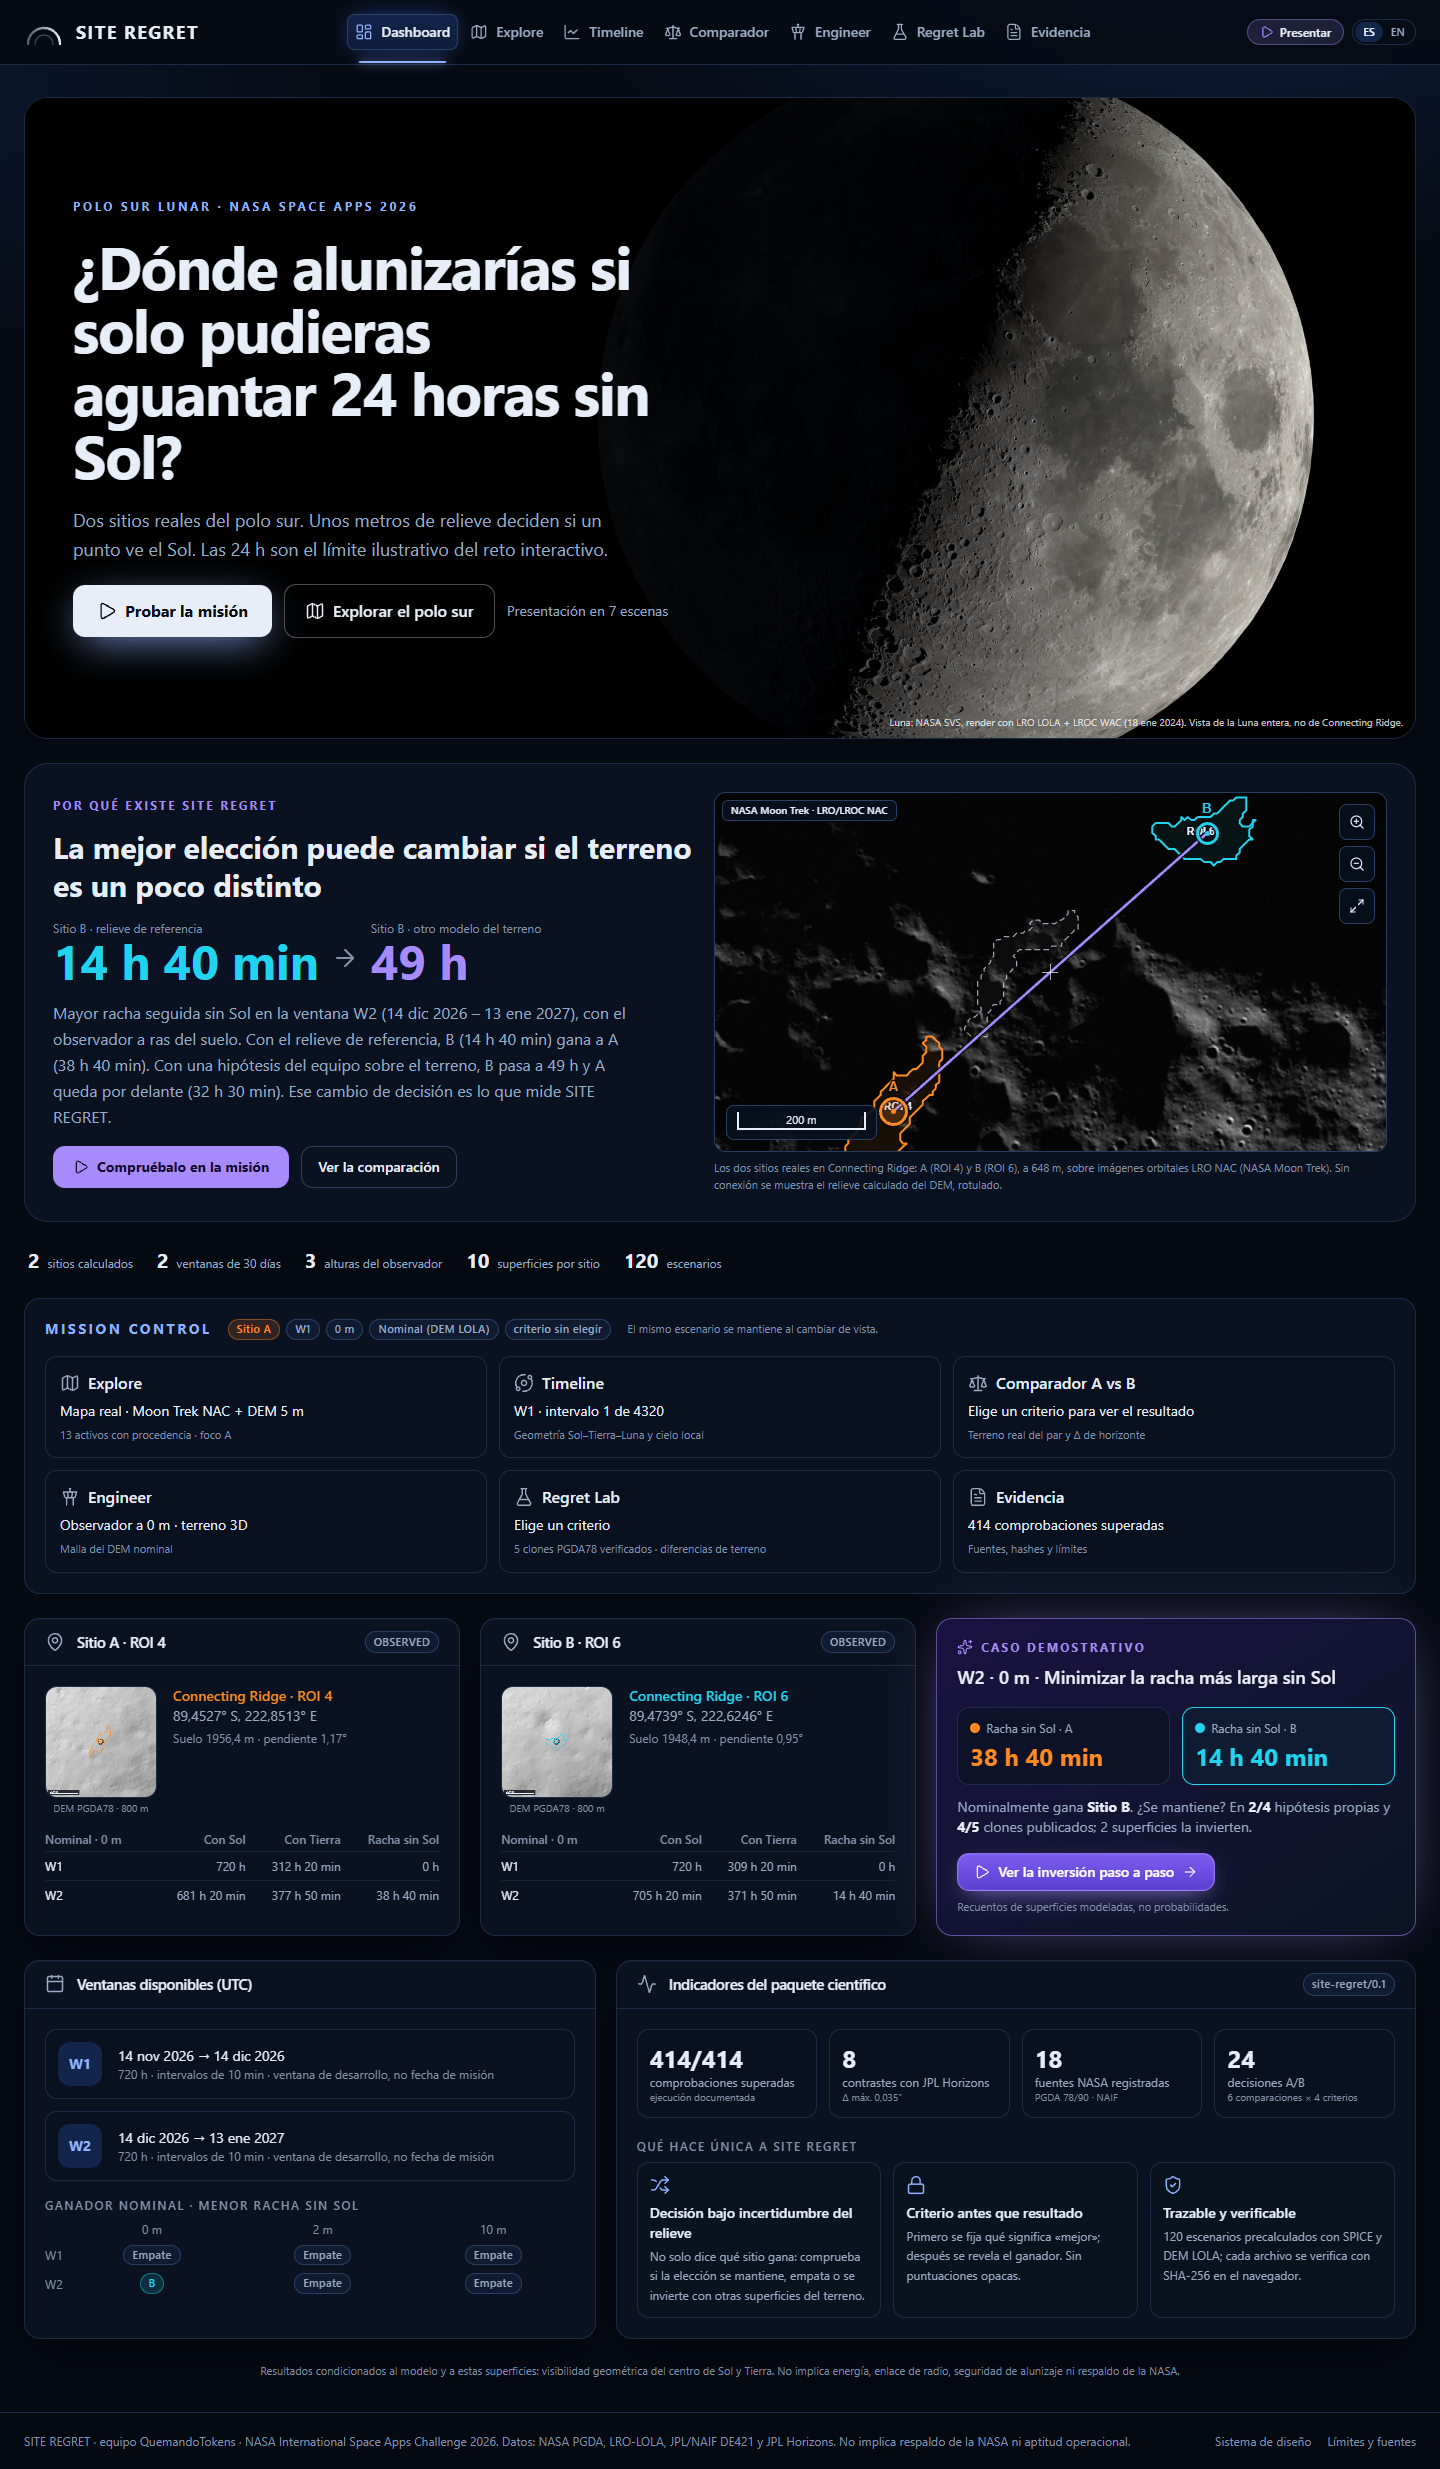 SITE REGRET
Dashboard
Explore
Timeline
Comparador
Engineer
Regret Lab
Evidencia
Presentar
ES
EN
POLO SUR LUNAR · NASA SPACE APPS 2026
¿Dónde alunizarías si
solo pudieras
aguantar 24 horas sin
Sol?
Dos sitios reales del polo sur. Unos metros de relieve deciden si un
punto ve el Sol. Las 24 h son el límite ilustrativo del reto interactivo.
Probar la misión
Explorar el polo sur
Presentación en 7 escenas
Luna: NASA SVS, render con LRO LOLA + LROC WAC (18 ene 2024). Vista de la Luna entera, no de Connecting Ridge.
POR QUÉ EXISTE SITE REGRET
La mejor elección puede cambiar si el terreno
es un poco distinto
Sitio B · relieve de referencia
14 h 40 min
→
Sitio B · otro modelo del terreno
49 h
Mayor racha seguida sin Sol en la ventana W2 (14 dic 2026 – 13 ene 2027), con el
observador a ras del suelo. Con el relieve de referencia, B (14 h 40 min) gana a A
(38 h 40 min). Con una hipótesis del equipo sobre el terreno, B pasa a 49 h y A
queda por delante (32 h 30 min). Ese cambio de decisión es lo que mide SITE
REGRET.
Compruébalo en la misión
Ver la comparación
NASA Moon Trek · LRO/LROC NAC
B
A
200 m
Los dos sitios reales en Connecting Ridge: A (ROI 4) y B (ROI 6), a 648 m, sobre imágenes orbitales LRO NAC (NASA Moon Trek). Sin
conexión se muestra el relieve calculado del DEM, rotulado.
2 sitios calculados
2 ventanas de 30 días
3 alturas del observador
10 superficies por sitio
120 escenarios
MISSION CONTROL
Sitio A
W1
0 m
Nominal (DEM LOLA)
criterio sin elegir
El mismo escenario se mantiene al cambiar de vista.
Explore
Mapa real · Moon Trek NAC + DEM 5 m
13 activos con procedencia · foco A
Timeline
W1 · intervalo 1 de 4320
Geometría Sol–Tierra–Luna y cielo local
Comparador A vs B
Elige un criterio para ver el resultado
Terreno real del par y Δ de horizonte
Engineer
Observador a 0 m · terreno 3D
Malla del DEM nominal
Regret Lab
Elige un criterio
5 clones PGDA78 verificados · diferencias de terreno
Evidencia
414 comprobaciones superadas
Fuentes, hashes y límites
Sitio A · ROI 4
OBSERVED
Connecting Ridge · ROI 4
89,4527° S, 222,8513° E
Suelo 1956,4 m · pendiente 1,17°
DEM PGDA78 · 800 m
Nominal · 0 m Con Sol Con Tierra Racha sin Sol
W1 720 h 312 h 20 min 0 h
W2 681 h 20 min 377 h 50 min 38 h 40 min
Sitio B · ROI 6
OBSERVED
Connecting Ridge · ROI 6
89,4739° S, 222,6246° E
Suelo 1948,4 m · pendiente 0,95°
DEM PGDA78 · 800 m
Nominal · 0 m Con Sol Con Tierra Racha sin Sol
W1 720 h 309 h 20 min 0 h
W2 705 h 20 min 371 h 50 min 14 h 40 min
CASO DEMOSTRATIVO
W2 · 0 m · Minimizar la racha más larga sin Sol
Racha sin Sol · A
38 h 40 min
Racha sin Sol · B
14 h 40 min
Nominalmente gana Sitio B. ¿Se mantiene? En 2/4 hipótesis propias y
4/5 clones publicados; 2 superficies la invierten.
Ver la inversión paso a paso →
Recuentos de superficies modeladas, no probabilidades.
Ventanas disponibles (UTC)
W1
14 nov 2026 → 14 dic 2026
720 h · intervalos de 10 min · ventana de desarrollo, no fecha de misión
W2
14 dic 2026 → 13 ene 2027
720 h · intervalos de 10 min · ventana de desarrollo, no fecha de misión
GANADOR NOMINAL · MENOR RACHA SIN SOL
0 m 2 m 10 m
W1 Empate Empate Empate
W2 B Empate Empate
Indicadores del paquete científico
site-regret/0.1
414/414
comprobaciones superadas
ejecución documentada
8
contrastes con JPL Horizons
Δ máx. 0,035″
18
fuentes NASA registradas
PGDA 78/90 · NAIF
24
decisiones A/B
6 comparaciones × 4 criterios
QUÉ HACE ÚNICA A SITE REGRET
Decisión bajo incertidumbre del
relieve
No solo dice qué sitio gana: comprueba
si la elección se mantiene, empata o se
invierte con otras superficies del terreno.
Criterio antes que resultado
Primero se fija qué significa «mejor»;
después se revela el ganador. Sin
puntuaciones opacas.
Trazable y verificable
120 escenarios precalculados con SPICE y
DEM LOLA; cada archivo se verifica con
SHA-256 en el navegador.
Resultados condicionados al modelo y a estas superficies: visibilidad geométrica del centro de Sol y Tierra. No implica energía, enlace de radio, seguridad de alunizaje ni respaldo de la NASA.
SITE REGRET · equipo QuemandoTokens · NASA International Space Apps Challenge 2026. Datos: NASA PGDA, LRO-LOLA, JPL/NAIF DE421 y JPL Horizons. No implica respaldo de la NASA ni aptitud operacional.
Sistema de diseño
Límites y fuentes